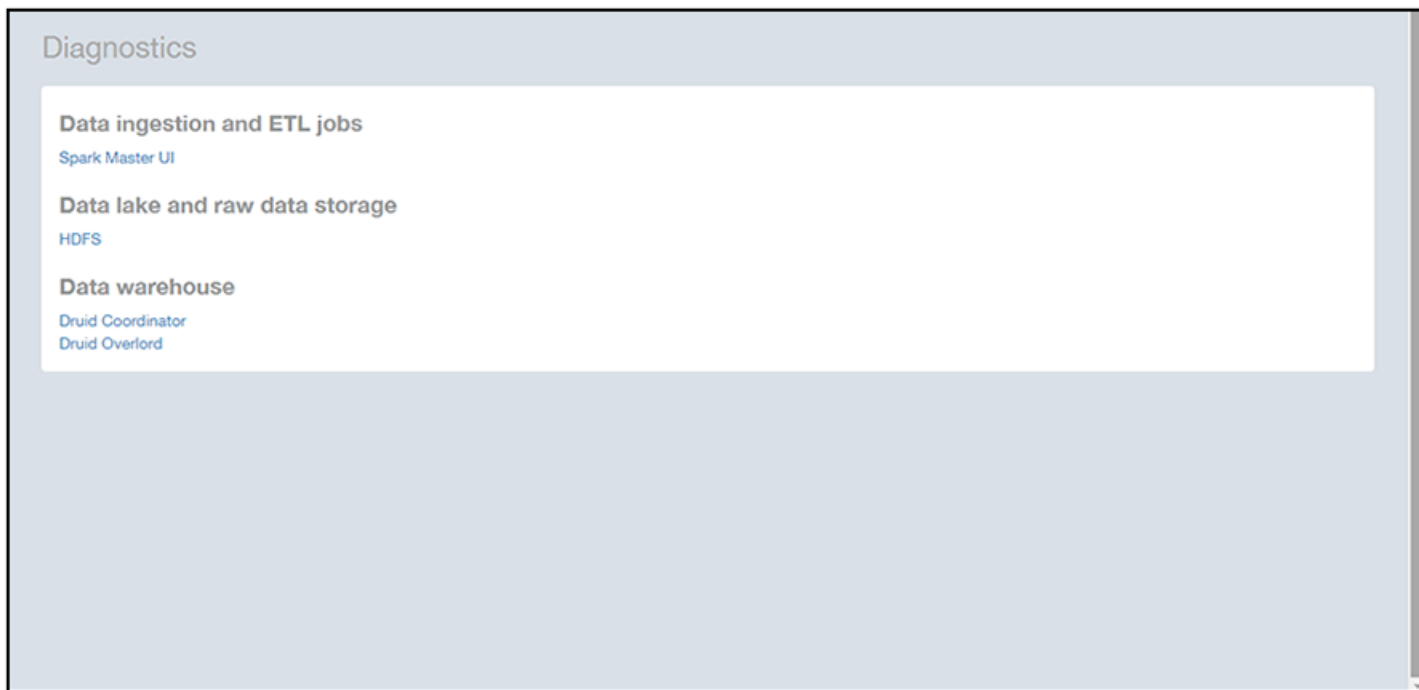 Diagnostics
Data ingestion and ETL jobs
Spark Master UI
Data lake and raw data storage
HDFS
Data warehouse
Druid Coordinator
Druid Overlord